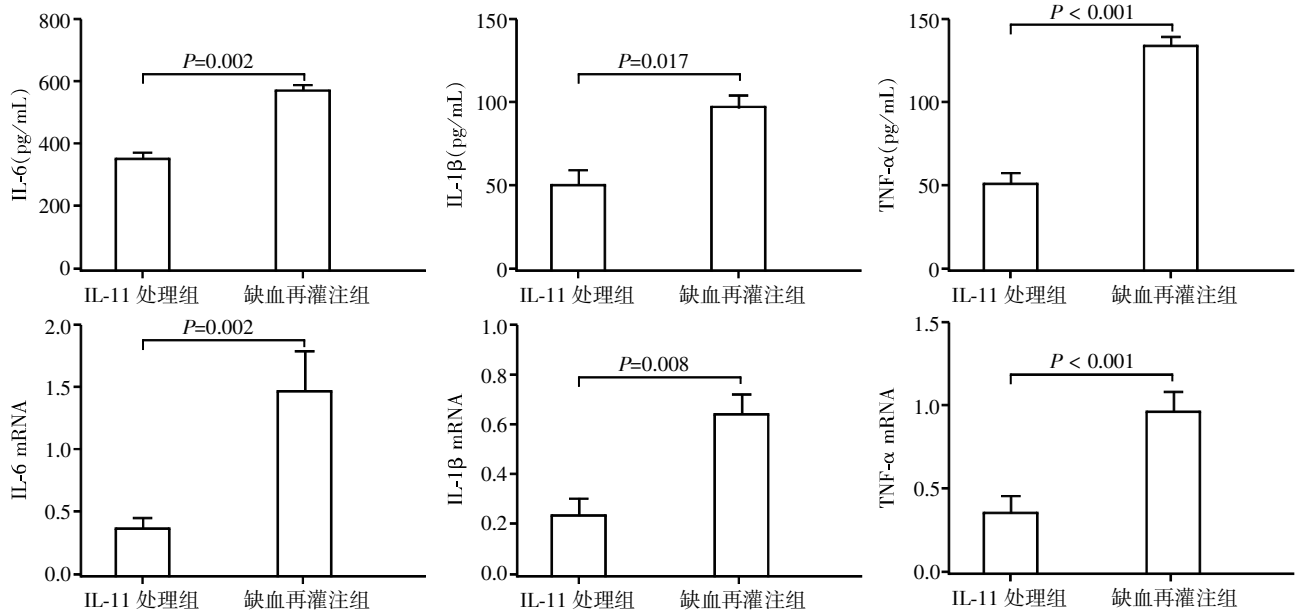 IL-6(pg/mL)
800
600
400
200
0
P=0.002
IL-11 处理组
缺血再灌注组
IL-1β(pg/mL)
150
100
50
0
P=0.017
IL-11 处理组
缺血再灌注组
TNF-α(pg/mL)
150
100
50
0
P < 0.001
IL-11 处理组
缺血再灌注组
IL-6 mRNA
2.0
1.5
1.0
0.5
0.0
P=0.002
IL-11 处理组
缺血再灌注组
IL-1β mRNA
1.0
0.8
0.6
0.4
0.2
0.0
P=0.008
IL-11 处理组
缺血再灌注组
TNF-α mRNA
1.5
1.0
0.5
0.0
P < 0.001
IL-11 处理组
缺血再灌注组